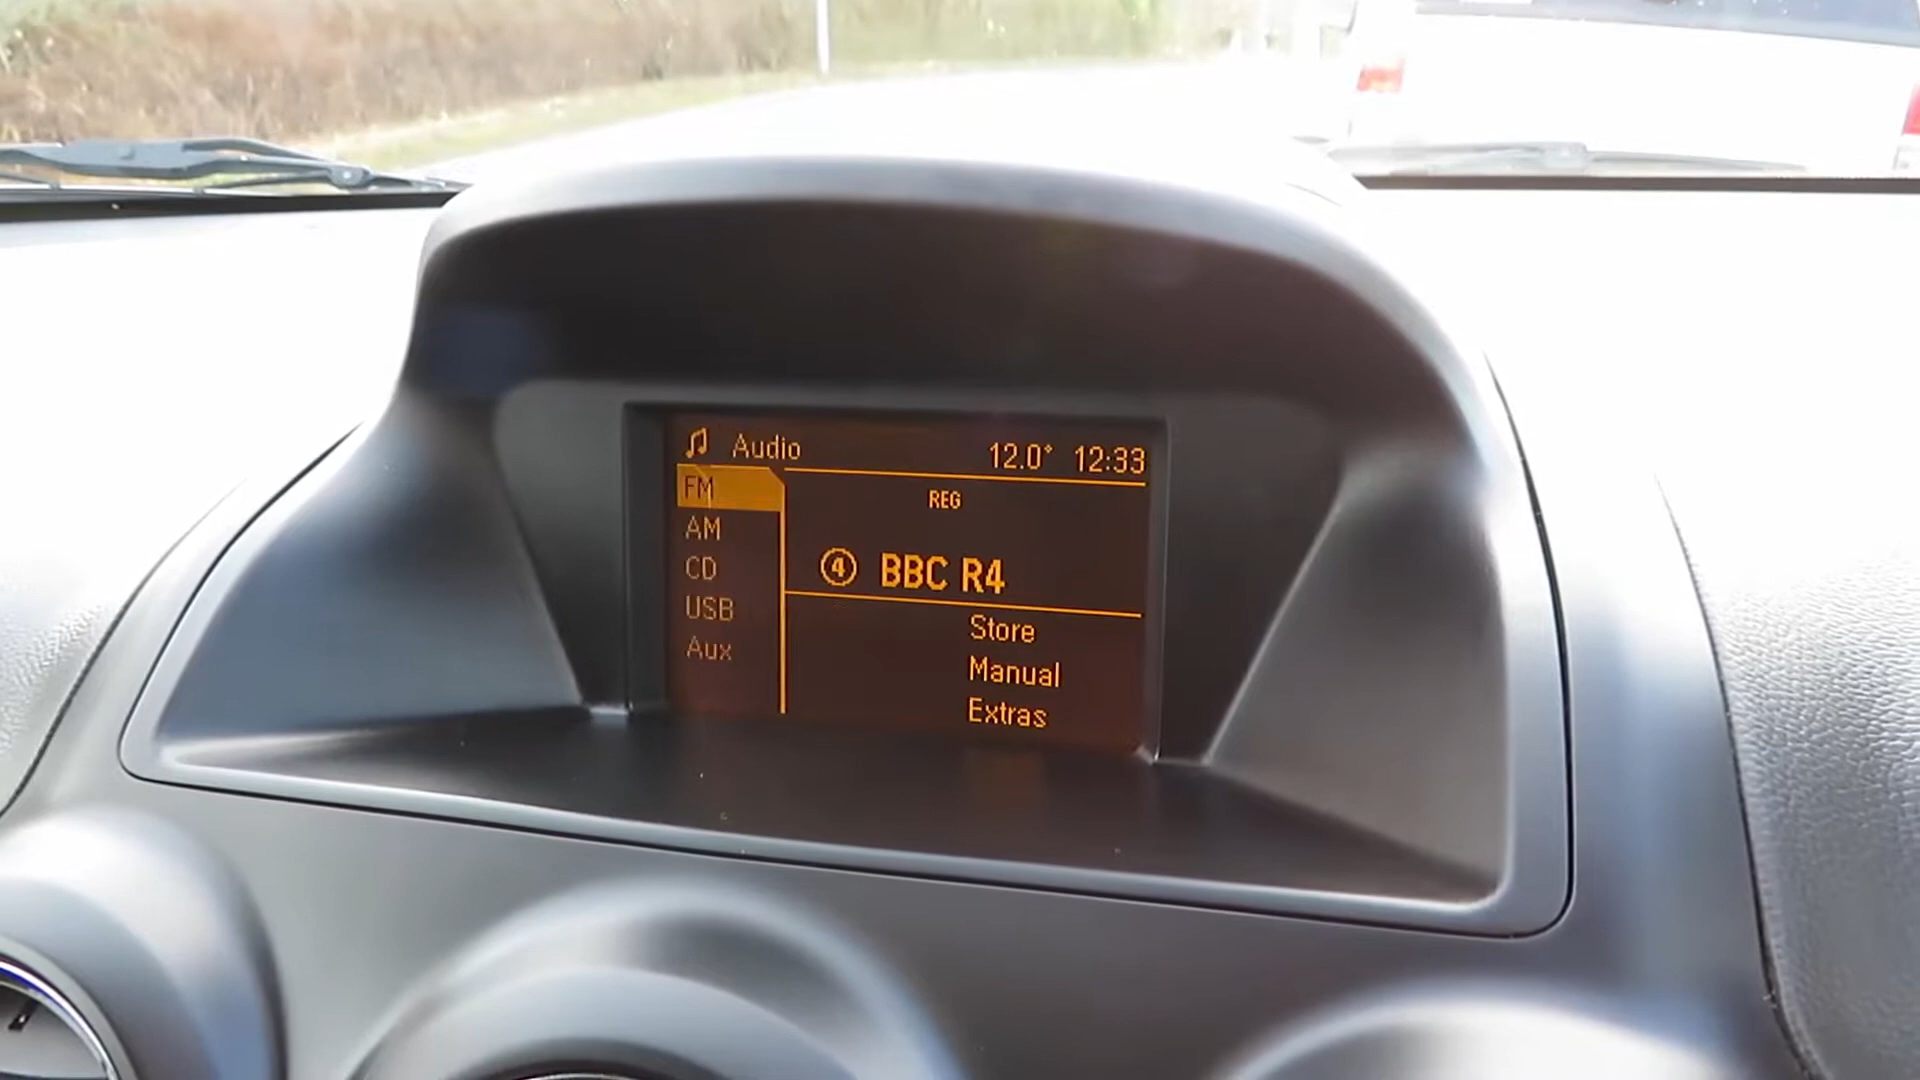 Audio 12.0° 12:33
FM
AM
CD
USB
Aux
REG
4 BBC R4
Store
Manual
Extras